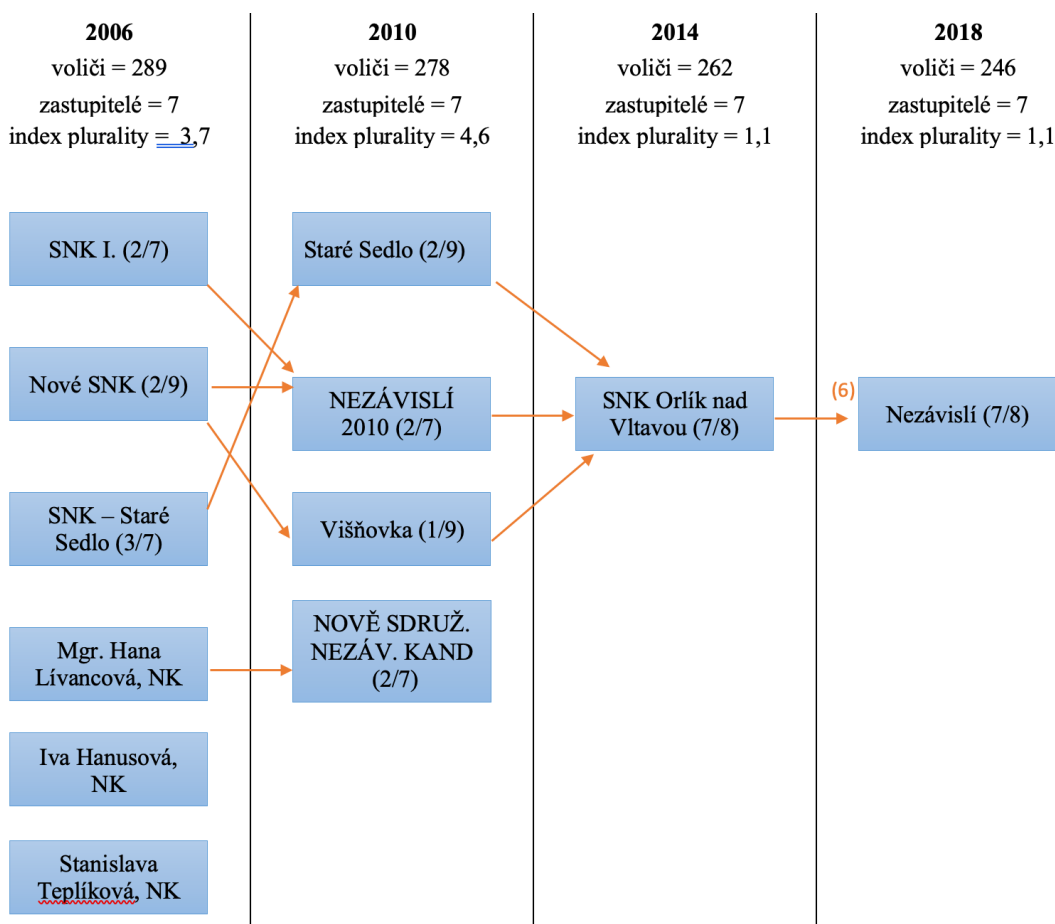 2006
voliči = 289
zastupitelé = 7
index plurality = 3,7
SNK I. (2/7)
Nové SNK (2/9)
SNK – Staré
Sedlo (3/7)
Mgr. Hana
Lívancová, NK
Iva Hanusová,
NK
Stanislava
Teplíková, NK
2010
voliči = 278
zastupitelé = 7
index plurality = 4,6
Staré Sedlo (2/9)
NEZÁVISLÍ
2010 (2/7)
Višňovka (1/9)
NOVĚ SDRUŽ.
NEZÁV. KAND
(2/7)
2014
voliči = 262
zastupitelé = 7
index plurality = 1,1
SNK Orlík nad
Vltavou (7/8)
2018
voliči = 246
zastupitelé = 7
index plurality = 1,1
(6)
Nezávislí (7/8)